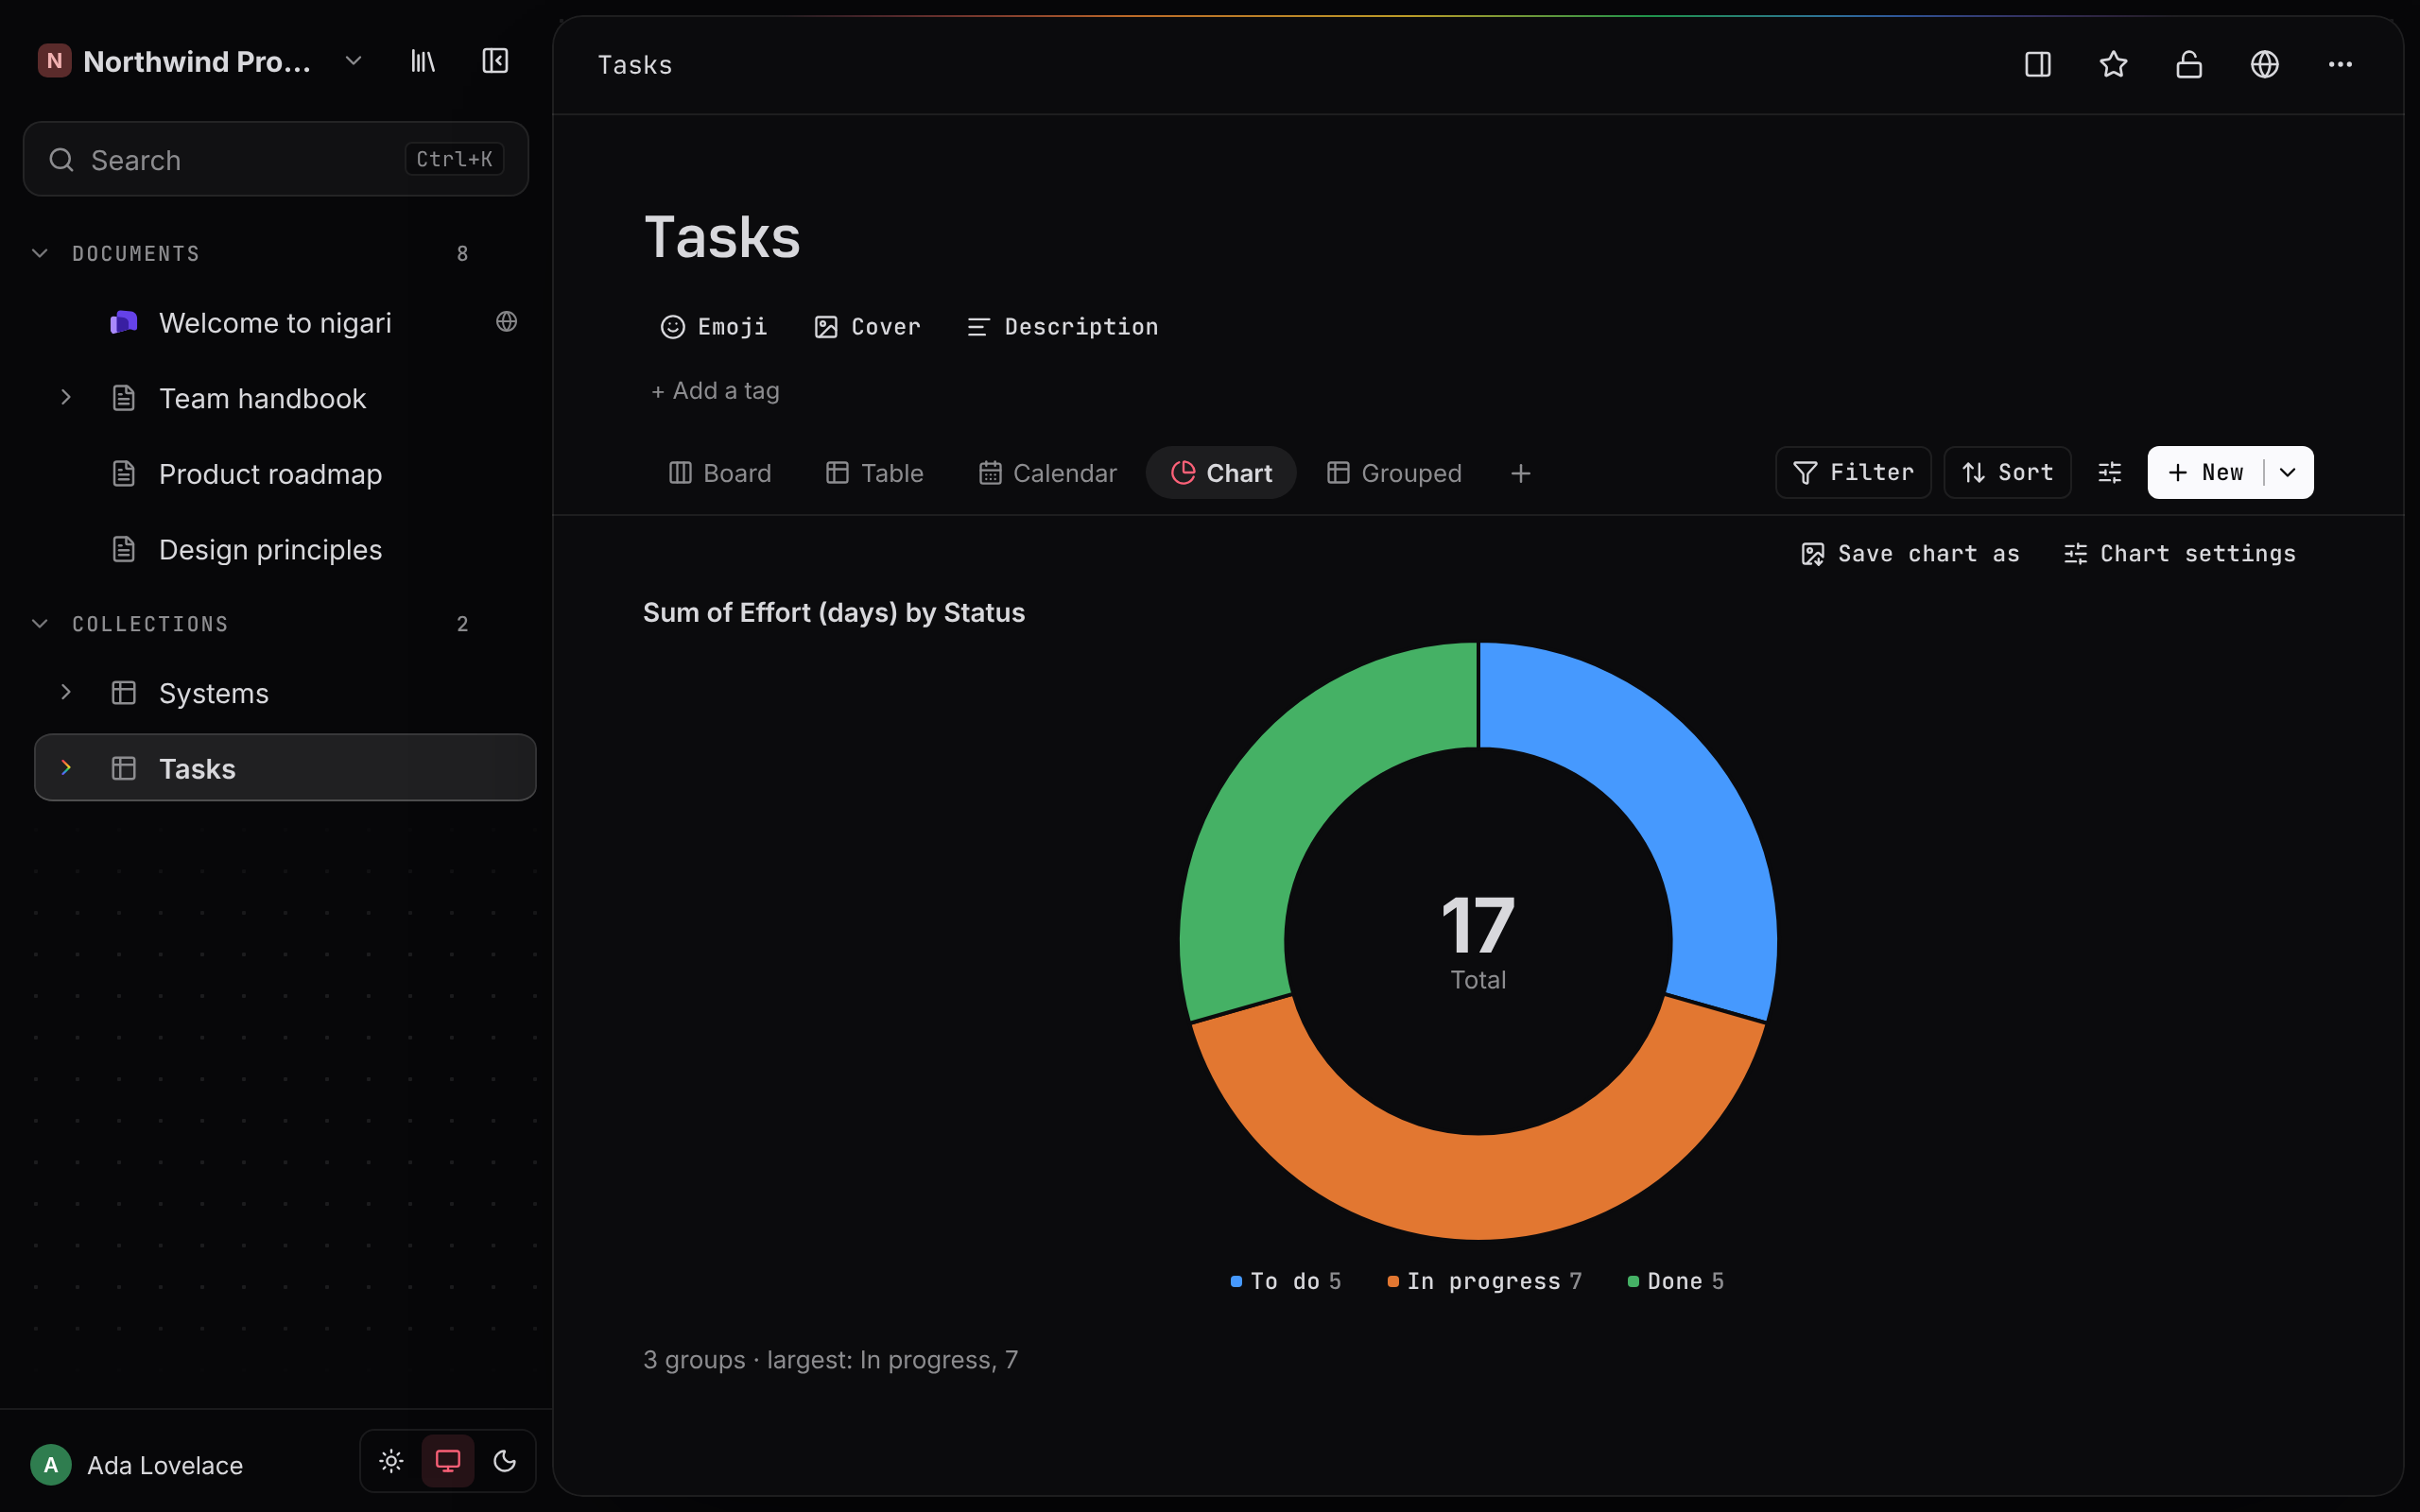 N Northwind Pro...
Search Ctrl+K
DOCUMENTS 8
Welcome to nigari
Team handbook
Product roadmap
Design principles
COLLECTIONS 2
Systems
Tasks
A Ada Lovelace
Tasks
Tasks
Emoji Cover Description
+ Add a tag
Board Table Calendar Chart Grouped
Filter Sort New
Save chart as Chart settings
Sum of Effort (days) by Status
17
Total
To do 5 In progress 7 Done 5
3 groups · largest: In progress, 7